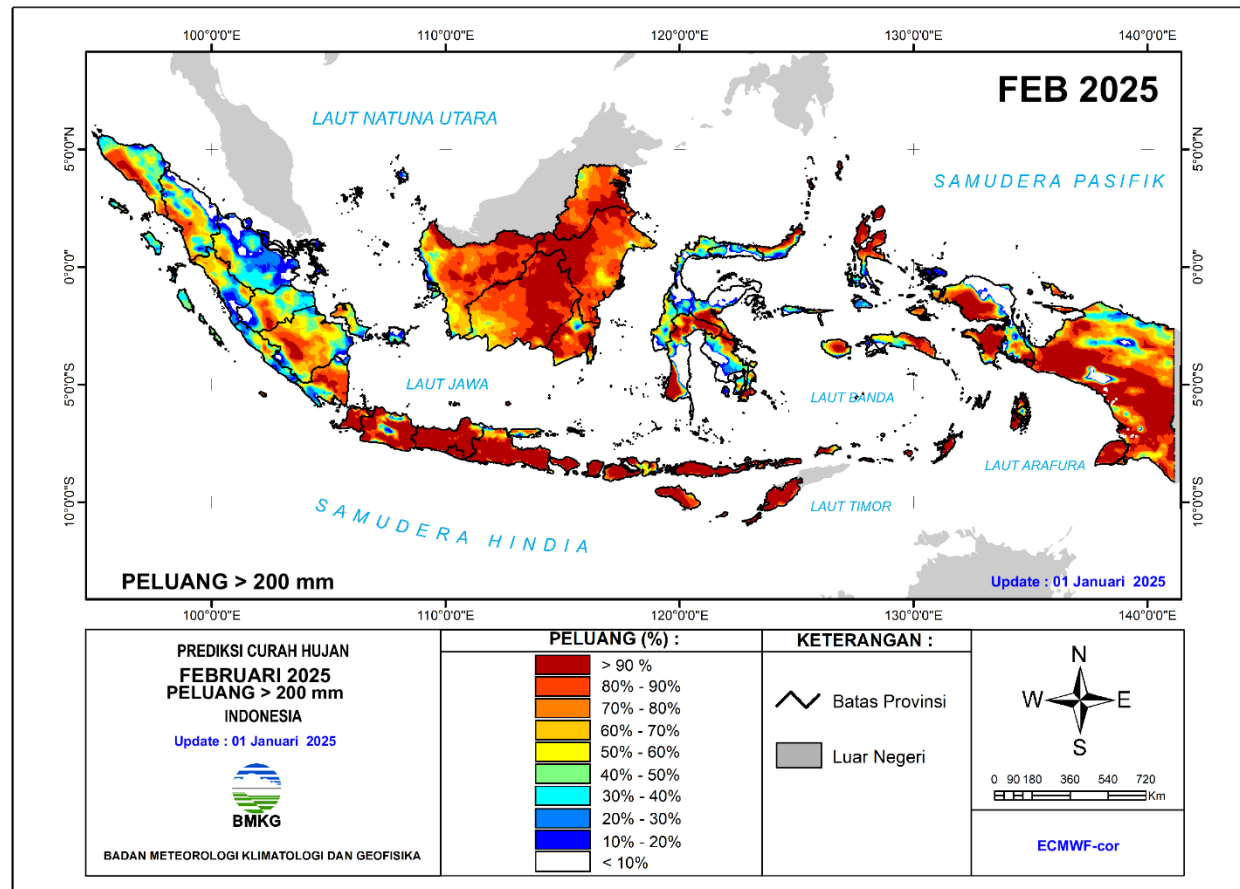 100°0'0"E 110°0'0"E 120°0'0"E 130°0'0"E 140°0'0"E
FEB 2025
LAUT NATUNA UTARA
5°0'0"N
5°0'0"N
SAMUDERA PASIFIK
0°0'0"
0°0'0"
LAUT JAWA
LAUT BANDA
5°0'0"S
5°0'0"S
LAUT ARAFURA
LAUT TIMOR
10°0'0"S
10°0'0"S
SAMUDERA HINDIA
PELUANG > 200 mm
Update : 01 Januari 2025
100°0'0"E 110°0'0"E 120°0'0"E 130°0'0"E 140°0'0"E
PREDIKSI CURAH HUJAN
FEBRUARI 2025
PELUANG > 200 mm
INDONESIA
Update : 01 Januari 2025
BMKG
BADAN METEOROLOGI KLIMATOLOGI DAN GEOFISIKA
PELUANG (%) :
> 90 %
80% - 90%
70% - 80%
60% - 70%
50% - 60%
40% - 50%
30% - 40%
20% - 30%
10% - 20%
< 10%
KETERANGAN :
Batas Provinsi
Luar Negeri
N
W E
S
0 90 180 360 540 720
Km
ECMWF-cor